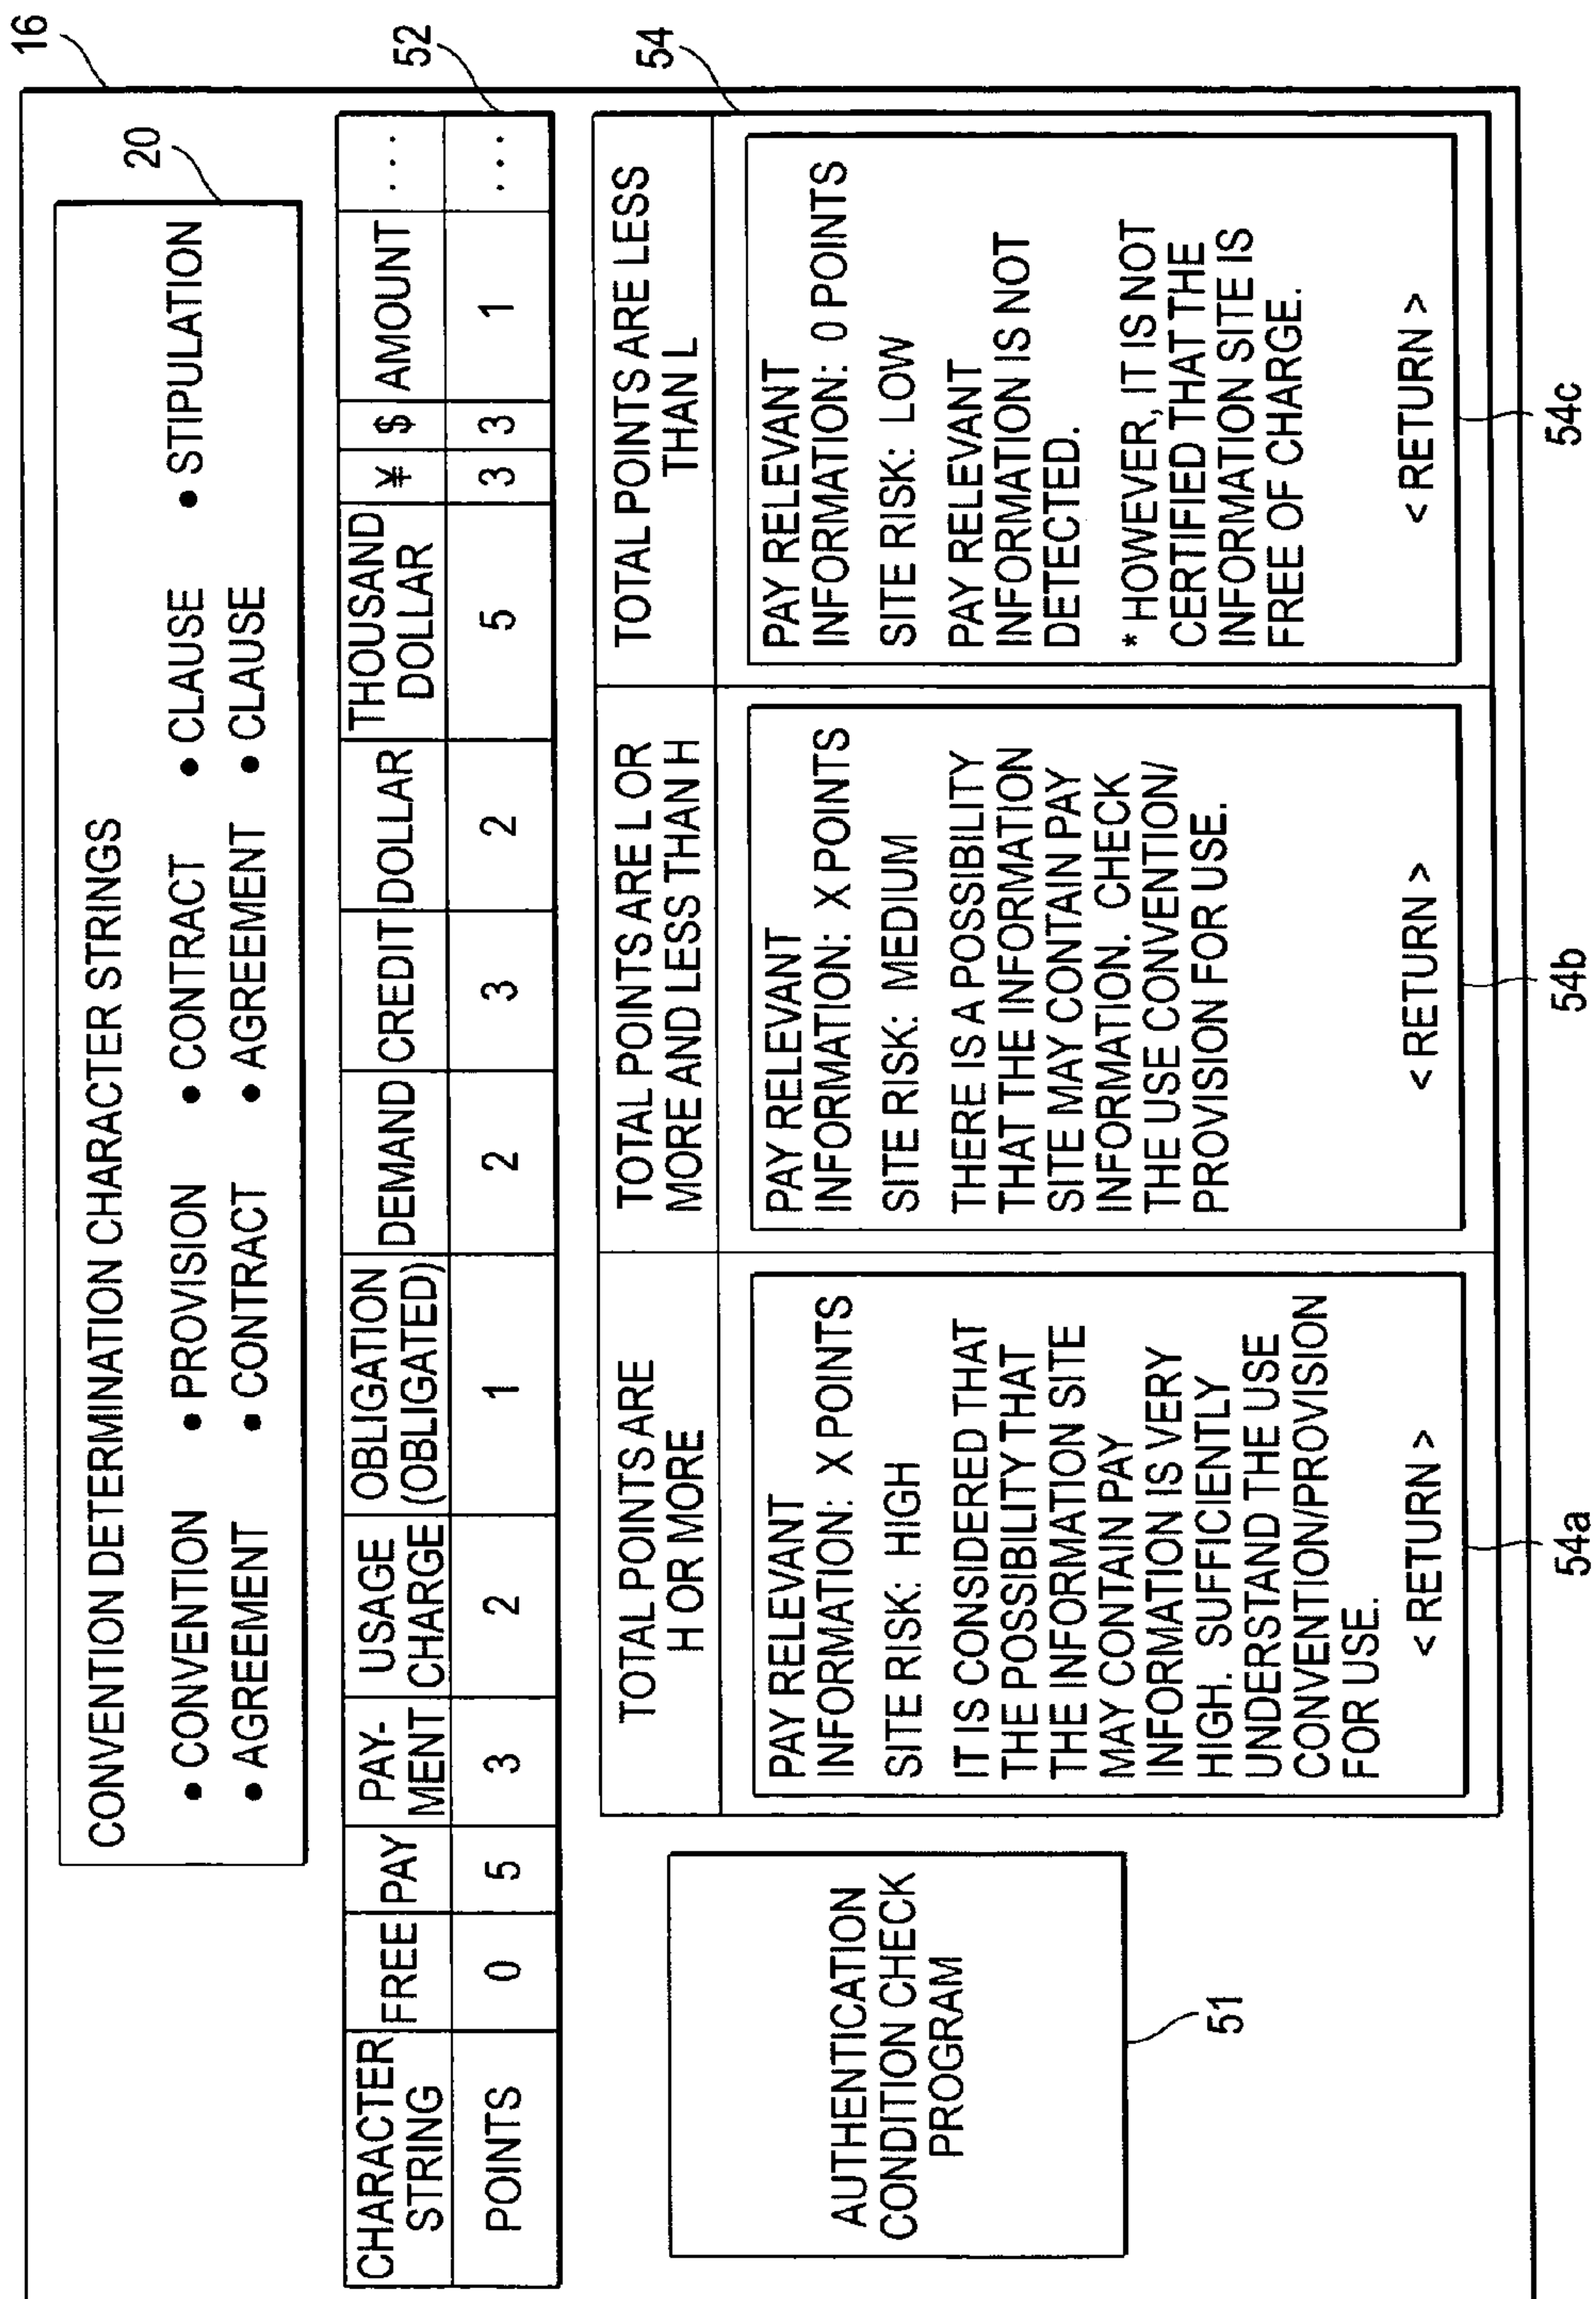 16
20
CONVENTION DETERMINATION CHARACTER STRINGS
• CONVENTION • PROVISION • CONTRACT • CLAUSE • STIPULATION
• AGREEMENT • CONTRACT • AGREEMENT • CLAUSE
52
CHARACTER STRING FREE PAY PAY-MENT USAGE CHARGE OBLIGATION (OBLIGATED) DEMAND CREDIT DOLLAR THOUSAND DOLLAR ¥ $ AMOUNT ...
POINTS 0 5 3 2 1 2 3 2 5 3 3 1 ...
54
AUTHENTICATION
CONDITION CHECK
PROGRAM
51
TOTAL POINTS ARE
H OR MORE
PAY RELEVANT
INFORMATION: X POINTS
SITE RISK: HIGH
IT IS CONSIDERED THAT
THE POSSIBILITY THAT
THE INFORMATION SITE
MAY CONTAIN PAY
INFORMATION IS VERY
HIGH. SUFFICIENTLY
UNDERSTAND THE USE
CONVENTION/PROVISION
FOR USE.
< RETURN >
54a
TOTAL POINTS ARE L OR
MORE AND LESS THAN H
PAY RELEVANT
INFORMATION: X POINTS
SITE RISK: MEDIUM
THERE IS A POSSIBILITY
THAT THE INFORMATION
SITE MAY CONTAIN PAY
INFORMATION. CHECK
THE USE CONVENTION/
PROVISION FOR USE.
< RETURN >
54b
TOTAL POINTS ARE LESS
THAN L
PAY RELEVANT
INFORMATION: 0 POINTS
SITE RISK: LOW
PAY RELEVANT
INFORMATION IS NOT
DETECTED.
* HOWEVER, IT IS NOT
CERTIFIED THAT THE
INFORMATION SITE IS
FREE OF CHARGE.
< RETURN >
54c